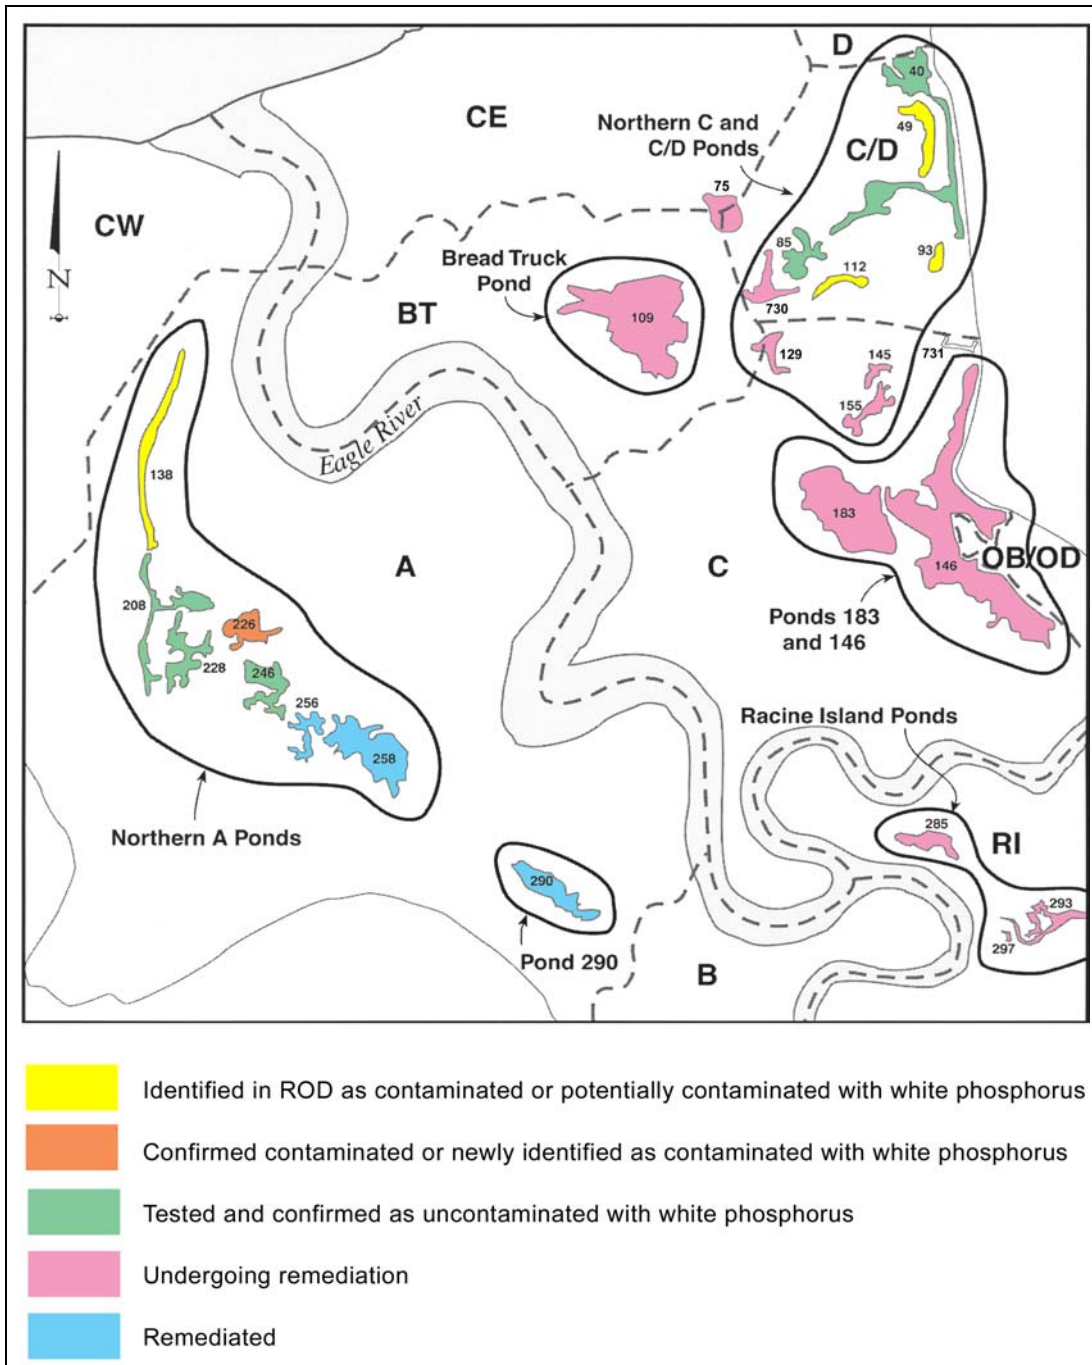 D
40
CE
Northern C and
C/D Ponds
49
C/D
75
CW
N
85
93
Bread Truck
Pond
112
BT
730
109
129
731
145
155
Eagle River
138
183
A
C
OB/OD
146
208
226
Ponds 183
and 146
228
246
256
Racine Island Ponds
258
285
RI
Northern A Ponds
290
293
297
Pond 290
B
Identified in ROD as contaminated or potentially contaminated with white phosphorus
Confirmed contaminated or newly identified as contaminated with white phosphorus
Tested and confirmed as uncontaminated with white phosphorus
Undergoing remediation
Remediated